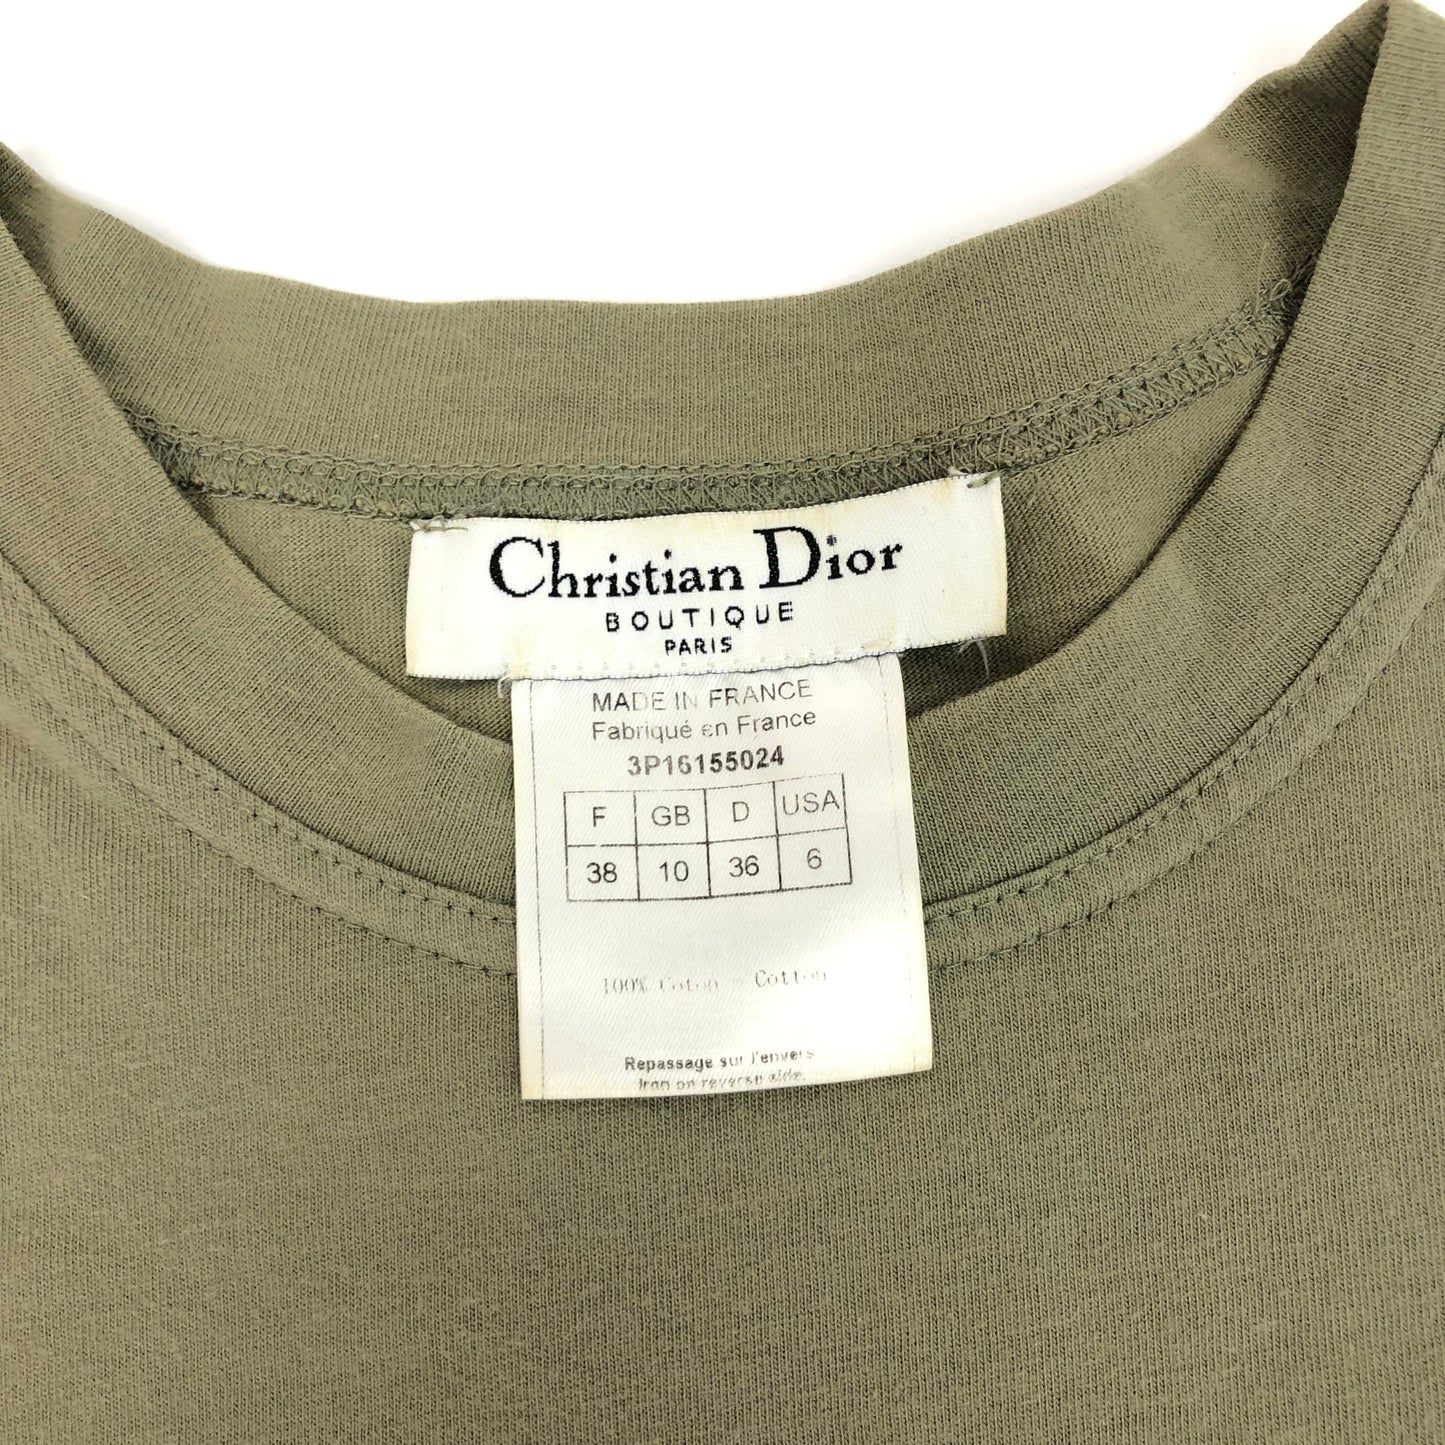 Christian Dior
BOUTIQUE
PARIS
MADE IN FRANCE
Fabriqué en France
3P16155024
F GB D USA
38 10 36 6
100% Coton - Cotton
Repassage sur l'envers
Iron on reverse side.